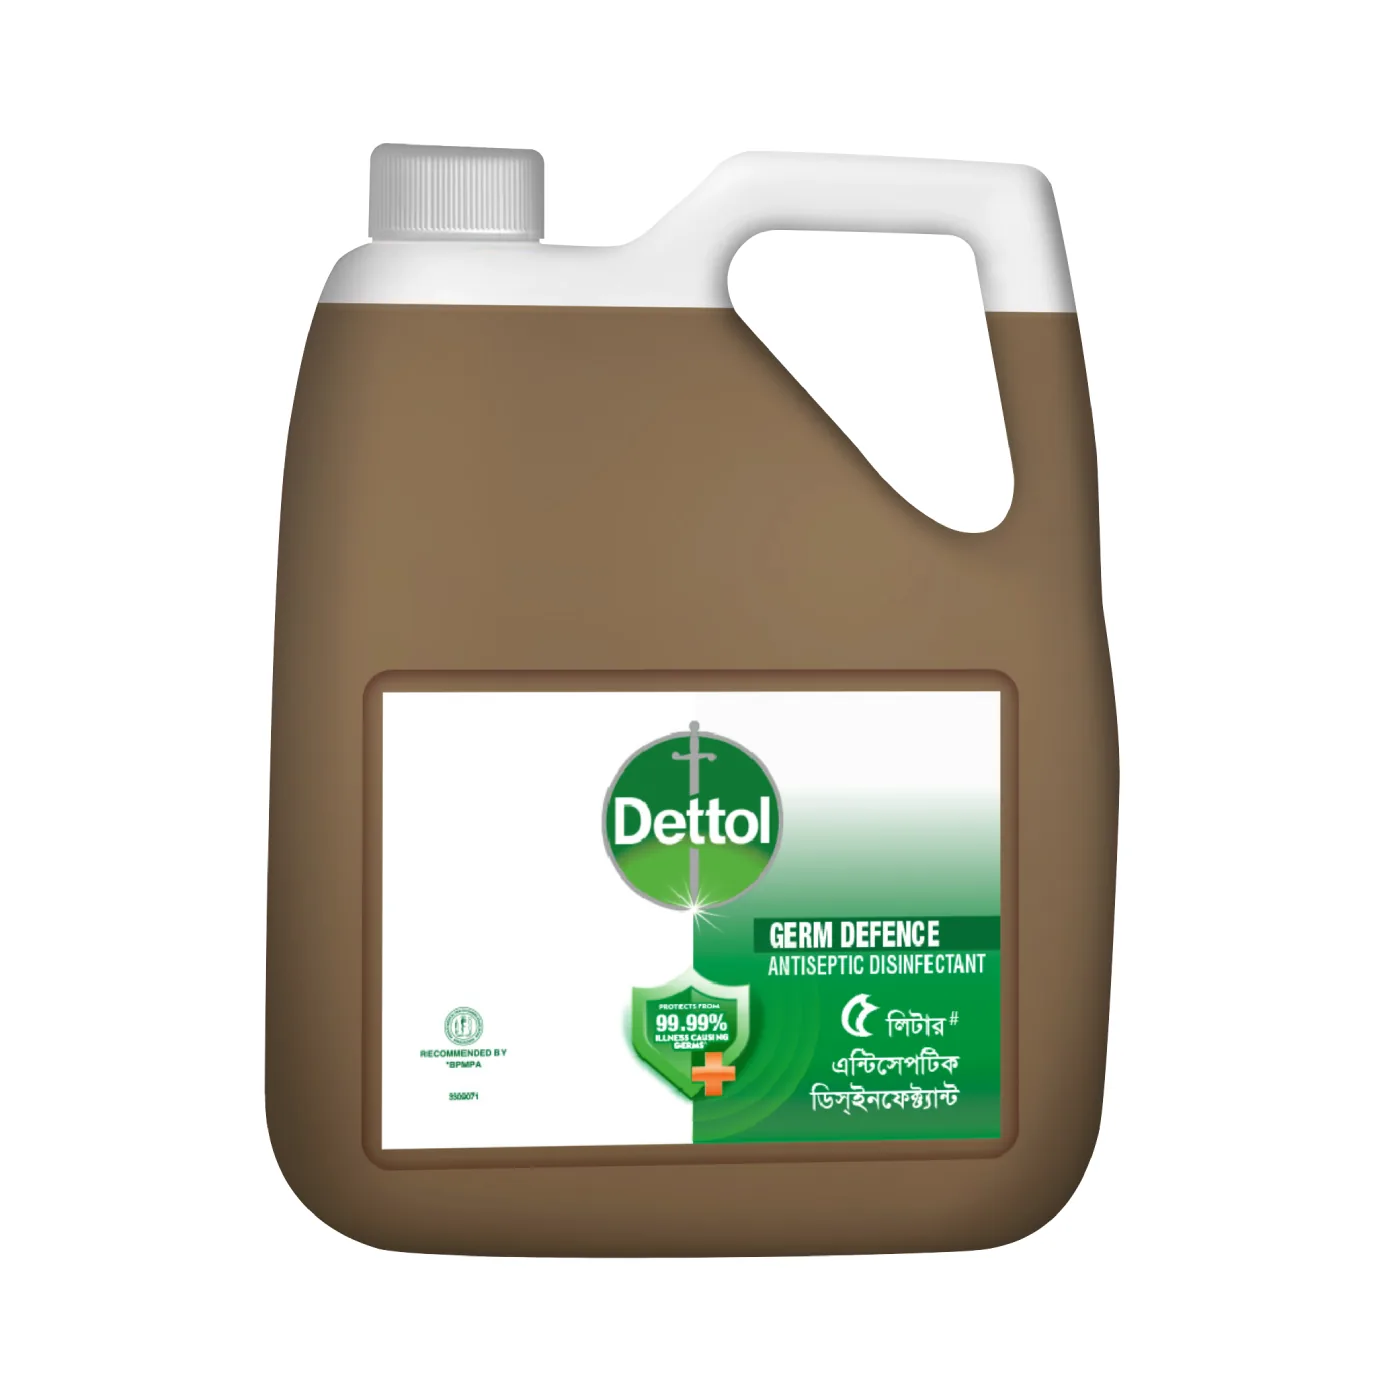 Dettol
GERM DEFENCE
ANTISEPTIC DISINFECTANT
PROTECTS FROM
99.99%
ILLNESS CAUSING
GERMS*
৫ লিটার#
এন্টিসেপটিক
ডিস্‌ইনফেক্ট্যান্ট
RECOMMENDED BY
*BPMPA